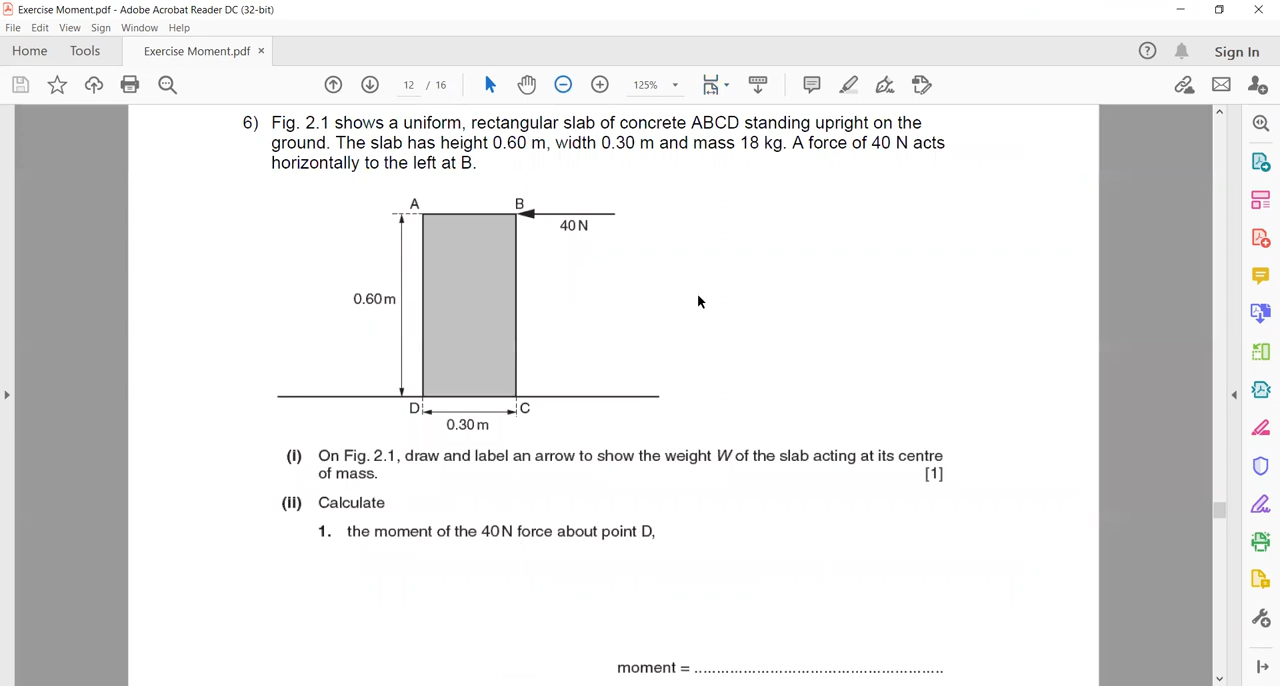 Exercise Moment.pdf - Adobe Acrobat Reader DC (32-bit)
File Edit View Sign Window Help
Home Tools Exercise Moment.pdf × Sign In
12 / 16 125%
6) Fig. 2.1 shows a uniform, rectangular slab of concrete ABCD standing upright on the
ground. The slab has height 0.60 m, width 0.30 m and mass 18 kg. A force of 40 N acts
horizontally to the left at B.
A B
40 N
0.60 m
D C
0.30 m
(i) On Fig. 2.1, draw and label an arrow to show the weight W of the slab acting at its centre
of mass. [1]
(ii) Calculate
1. the moment of the 40 N force about point D,
moment = ................................................